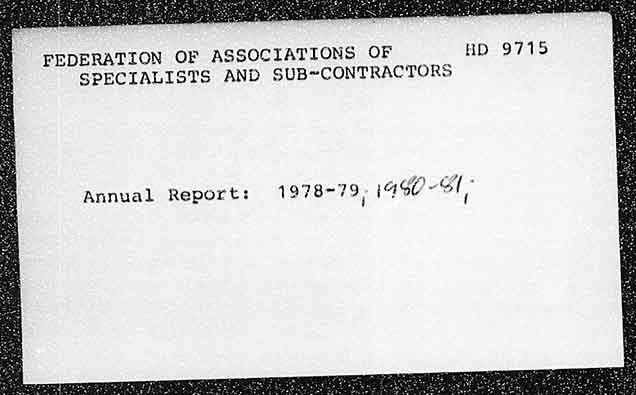 FEDERATION OF ASSOCIATIONS OF HD 9715
SPECIALISTS AND SUB-CONTRACTORS
Annual Report: 1978-79; 1980-81;